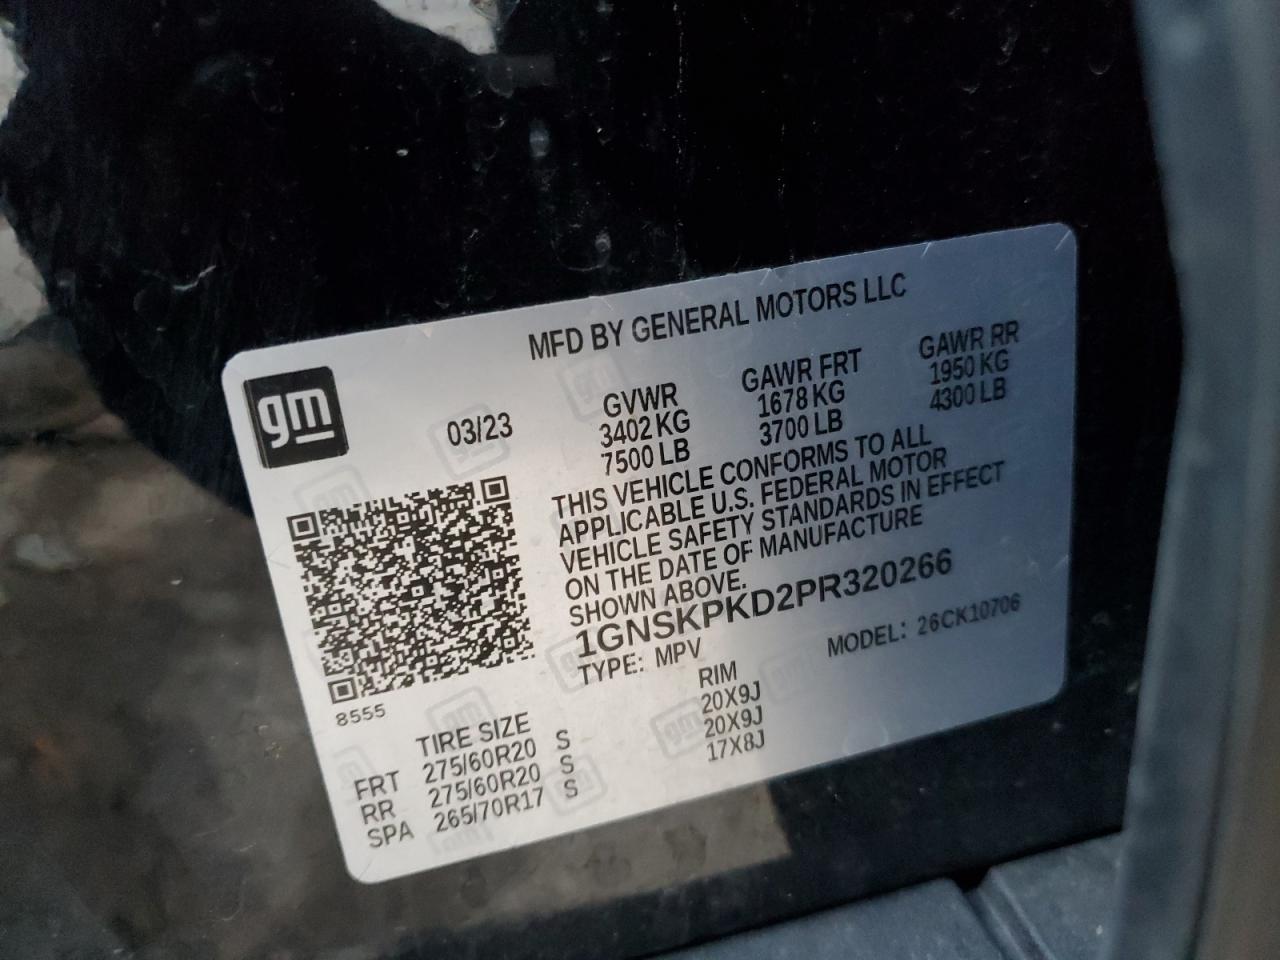 MFD BY GENERAL MOTORS LLC
gm
03/23
GVWR GAWR FRT GAWR RR
3402 KG 1678 KG 1950 KG
7500 LB 3700 LB 4300 LB
THIS VEHICLE CONFORMS TO ALL
APPLICABLE U.S. FEDERAL MOTOR
VEHICLE SAFETY STANDARDS IN EFFECT
ON THE DATE OF MANUFACTURE
SHOWN ABOVE.
1GNSKPKD2PR320266
TYPE: MPV MODEL: 26CK10706
8555
TIRE SIZE RIM
FRT 275/60R20 S 20X9J
RR 275/60R20 S 20X9J
SPA 265/70R17 S 17X8J